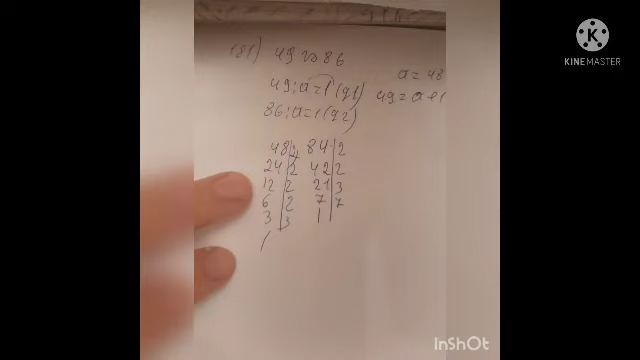 181) 49 və 86
49:a=1(q1)
86:a=1(q2)
a=48
49=a+1
48 2 84 2
24 2 42 2
12 2 21 3
6 2 7 7
3 3 1
1
KINEMASTER
InShOt